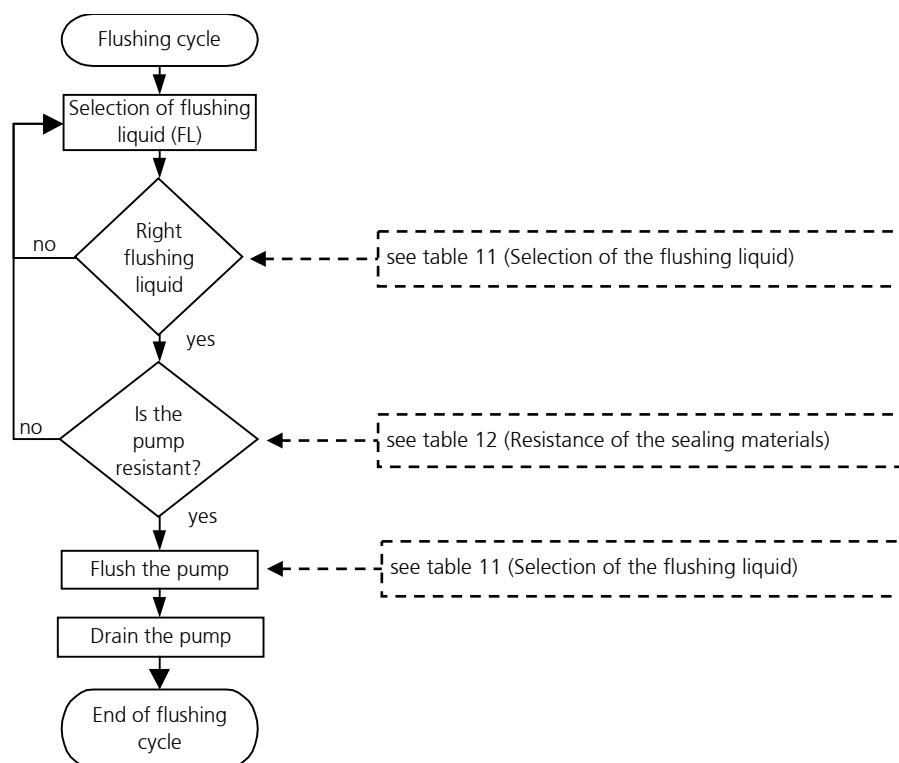 Flushing cycle
Selection of flushing
liquid (FL)
Right
flushing
liquid
no
see table 11 (Selection of the flushing liquid)
yes
Is the
pump
resistant?
no
see table 12 (Resistance of the sealing materials)
yes
Flush the pump
see table 11 (Selection of the flushing liquid)
Drain the pump
End of flushing
cycle